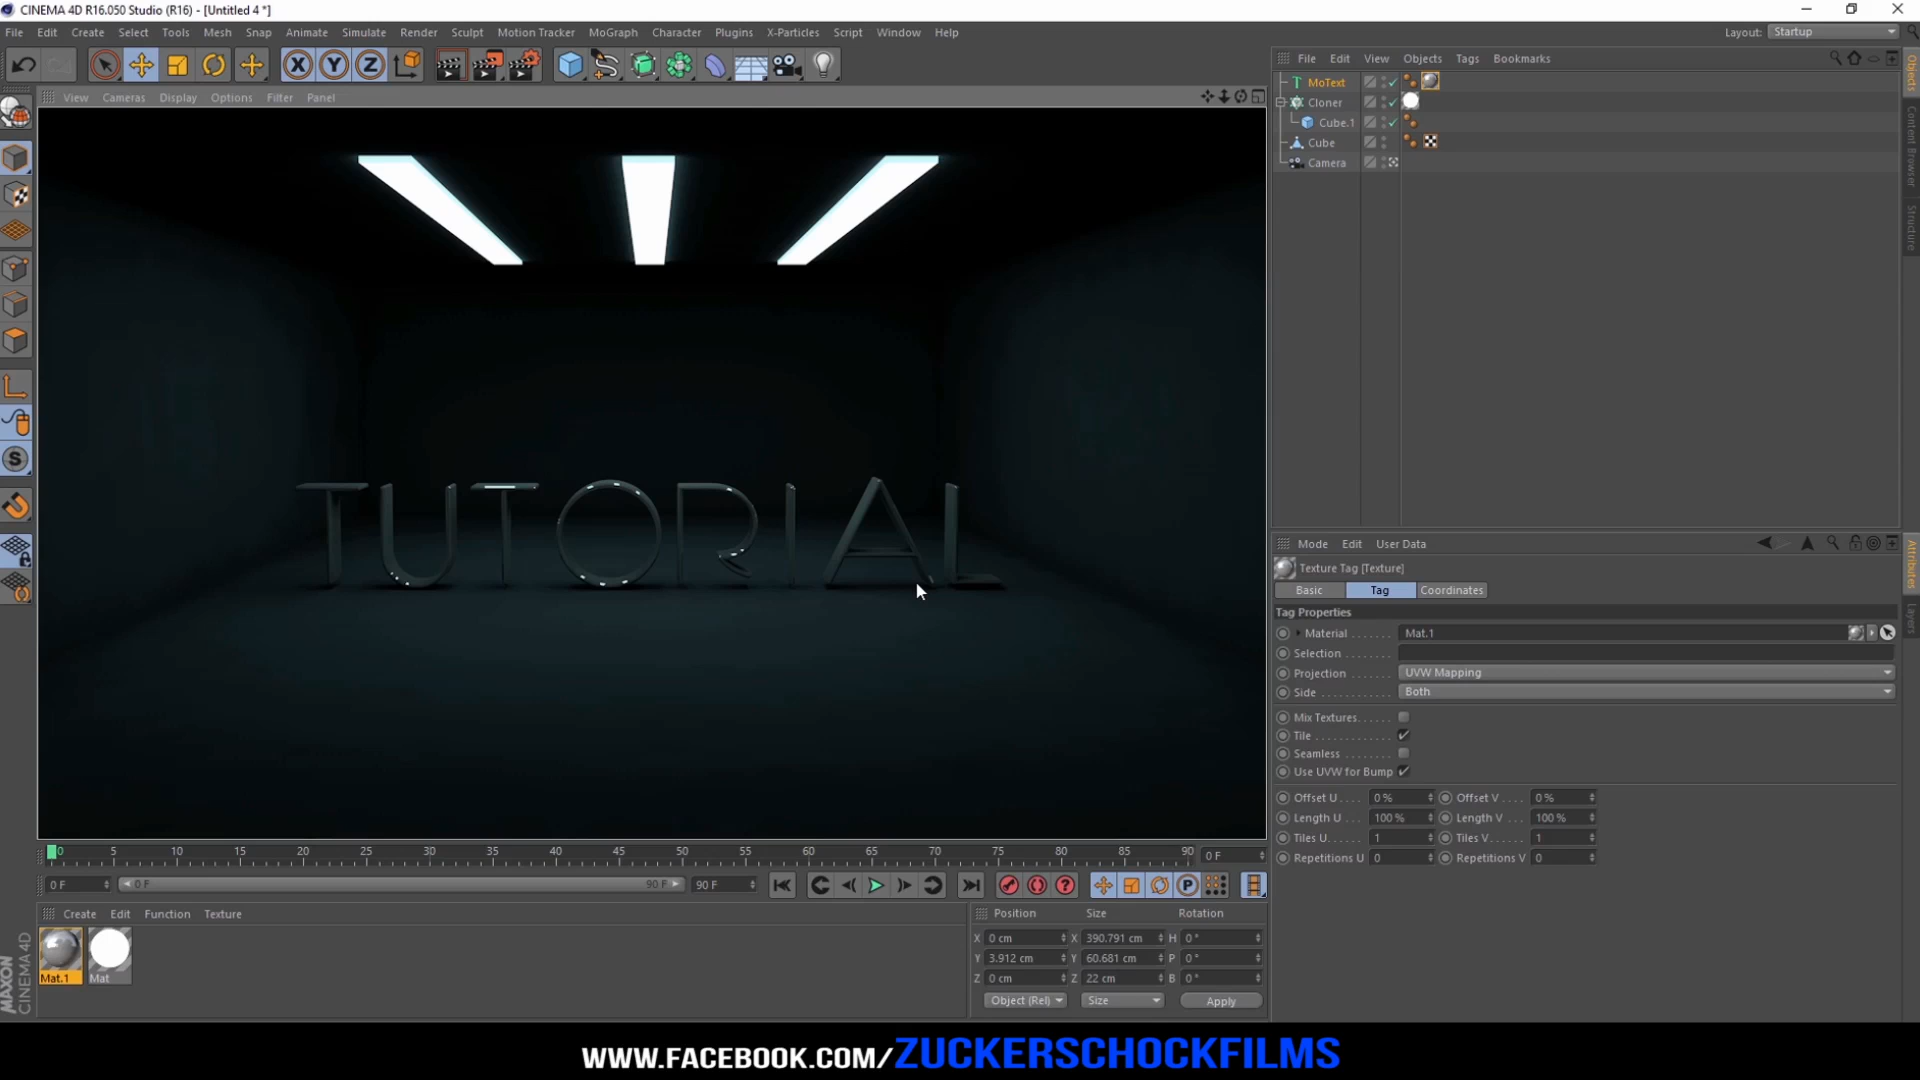 CINEMA 4D R16.050 Studio (R16) - [Untitled 4 *]
File Edit Create Select Tools Mesh Snap Animate Simulate Render Sculpt Motion Tracker MoGraph Character Plugins X-Particles Script Window Help
Layout: Startup
View Cameras Display Options Filter Panel
File Edit View Objects Tags Bookmarks
MoText
Cloner
Cube.1
Cube
Camera
Objects
Content Browser
Structure
TUTORIAL
Mode Edit User Data
Texture Tag [Texture]
Basic Tag Coordinates
Tag Properties
Material . . . . . . . Mat.1
Selection . . . . . . . .
Projection . . . . . . . UVW Mapping
Side . . . . . . . . . . . . Both
Mix Textures. . . . . .
Tile . . . . . . . . . . . . .
Seamless . . . . . . . .
Use UVW for Bump
Offset U . . . . 0 % Offset V . . . . 0 %
Length U . . . 100 % Length V . . . 100 %
Tiles U. . . . . 1 Tiles V. . . . . 1
Repetitions U 0 Repetitions V 0
Attributes
Layers
0 5 10 15 20 25 30 35 40 45 50 55 60 65 70 75 80 85 90 0 F
0 F 0 F 90 F 90 F
Create Edit Function Texture
Mat.1 Mat
Position Size Rotation
X 0 cm X 390.791 cm H 0 °
Y 3.912 cm Y 60.681 cm P 0 °
Z 0 cm Z 22 cm B 0 °
Object (Rel) Size Apply
MAXON
CINEMA 4D
WWW.FACEBOOK.COM/ZUCKERSCHOCKFILMS